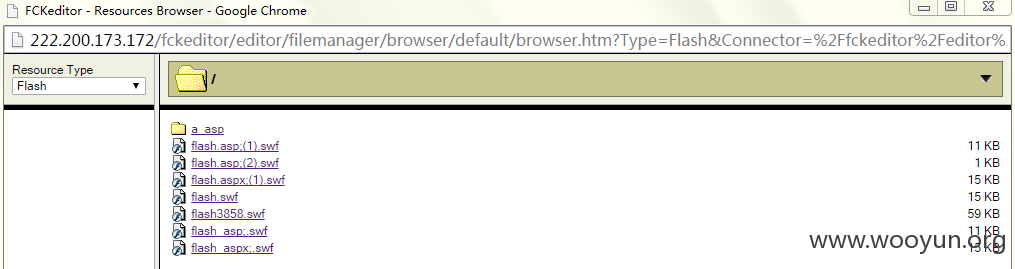 FCKeditor - Resources Browser - Google Chrome
222.200.173.172/fckeditor/editor/filemanager/browser/default/browser.htm?Type=Flash&Connector=%2Ffckeditor%2Feditor%
Resource Type
Flash
/
a_asp
flash.asp;(1).swf 11 KB
flash.asp;(2).swf 1 KB
flash.aspx;(1).swf 15 KB
flash.swf 15 KB
flash3858.swf 59 KB
flash_asp;.swf 11 KB
flash_aspx;.swf 15 KB
www.wooyun.org